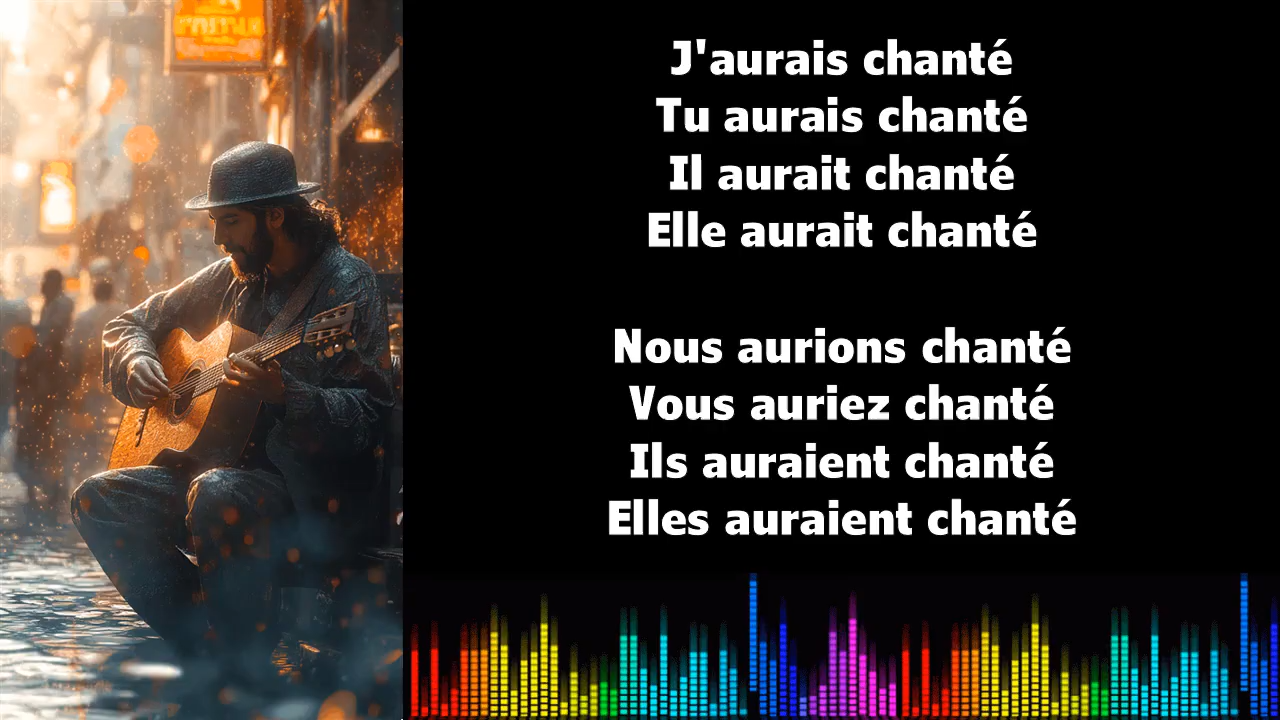 J'aurais chanté
Tu aurais chanté
Il aurait chanté
Elle aurait chanté
Nous aurions chanté
Vous auriez chanté
Ils auraient chanté
Elles auraient chanté